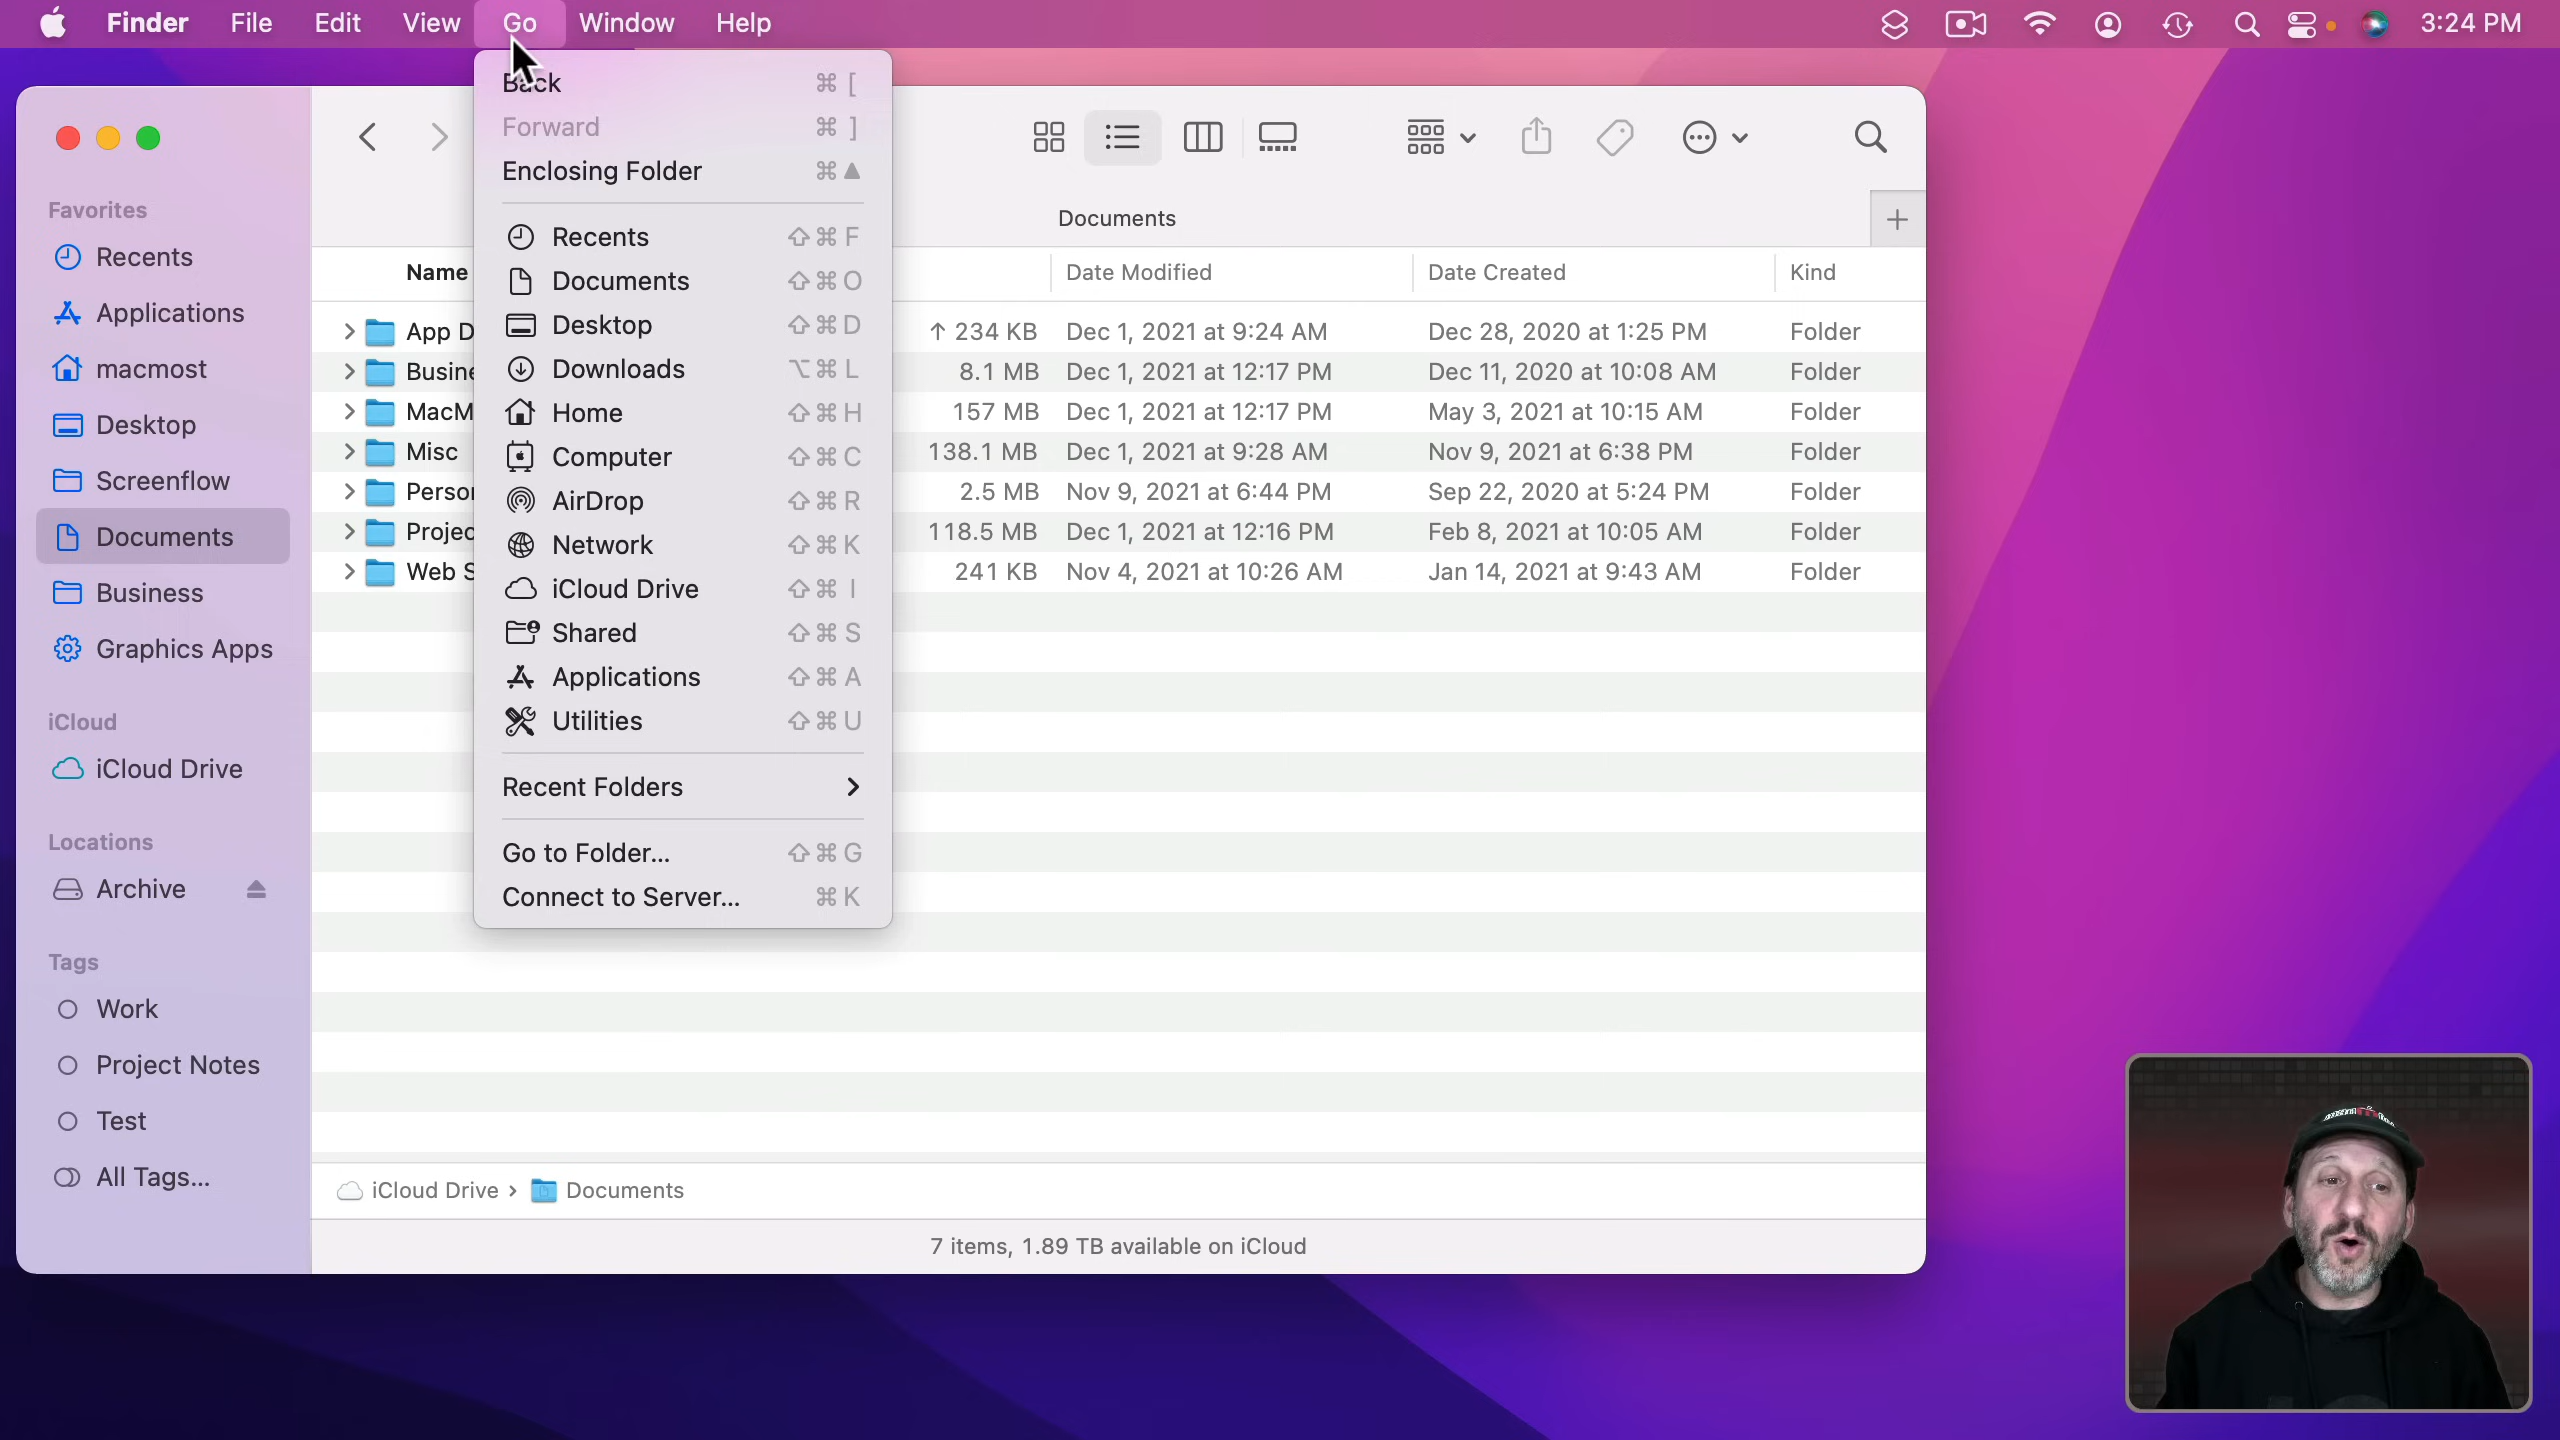 Finder File Edit View Go Window Help 3:24 PM
Back ⌘ [
Forward ⌘ ]
Enclosing Folder ⌘ ▲
Recents ⇧ ⌘ F
Documents ⇧ ⌘ O
Desktop ⇧ ⌘ D
Downloads ⌥ ⌘ L
Home ⇧ ⌘ H
Computer ⇧ ⌘ C
AirDrop ⇧ ⌘ R
Network ⇧ ⌘ K
iCloud Drive ⇧ ⌘ I
Shared ⇧ ⌘ S
Applications ⇧ ⌘ A
Utilities ⇧ ⌘ U
Recent Folders
Go to Folder... ⇧ ⌘ G
Connect to Server... ⌘ K
Favorites
Recents
Applications
macmost
Desktop
Screenflow
Documents
Business
Graphics Apps
iCloud
iCloud Drive
Locations
Archive
Tags
Work
Project Notes
Test
All Tags...
Documents
Name Date Modified Date Created Kind
App D ↑ 234 KB Dec 1, 2021 at 9:24 AM Dec 28, 2020 at 1:25 PM Folder
Busine 8.1 MB Dec 1, 2021 at 12:17 PM Dec 11, 2020 at 10:08 AM Folder
MacM 157 MB Dec 1, 2021 at 12:17 PM May 3, 2021 at 10:15 AM Folder
Misc 138.1 MB Dec 1, 2021 at 9:28 AM Nov 9, 2021 at 6:38 PM Folder
Person 2.5 MB Nov 9, 2021 at 6:44 PM Sep 22, 2020 at 5:24 PM Folder
Projec 118.5 MB Dec 1, 2021 at 12:16 PM Feb 8, 2021 at 10:05 AM Folder
Web S 241 KB Nov 4, 2021 at 10:26 AM Jan 14, 2021 at 9:43 AM Folder
iCloud Drive › Documents
7 items, 1.89 TB available on iCloud